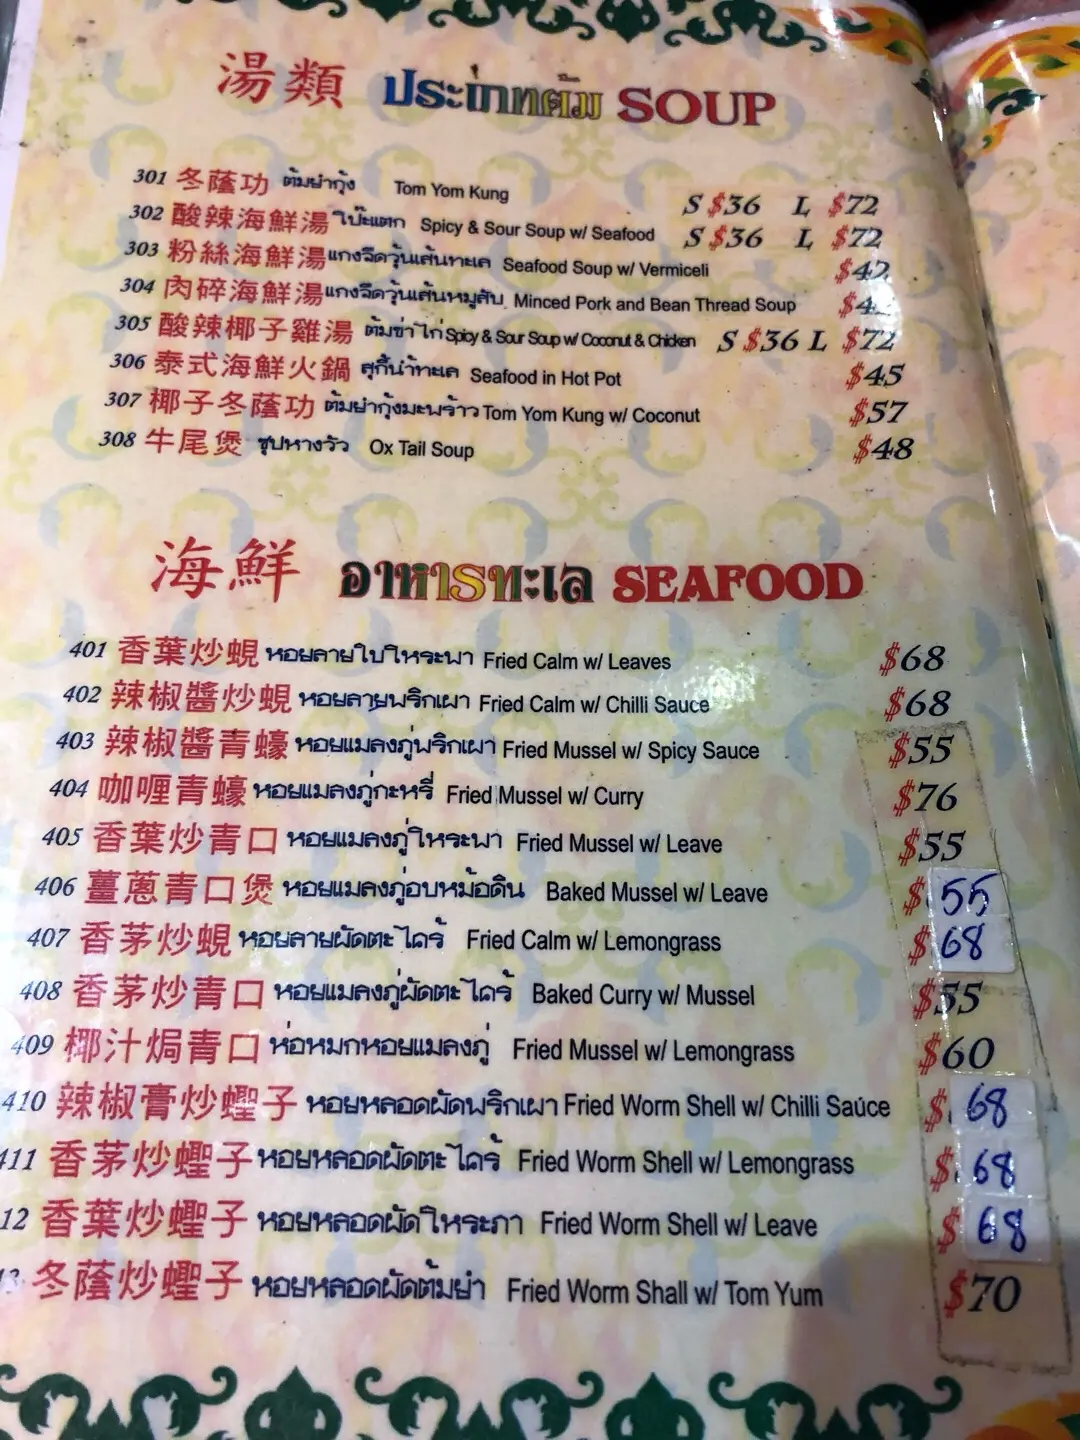 湯類 ประเภทต้ม SOUP
301 冬蔭功 ต้มยำกุ้ง Tom Yom Kung S $36 L $72
302 酸辣海鮮湯 โป๊ะแตก Spicy & Sour Soup w/ Seafood S $36 L $72
303 粉絲海鮮湯 แกงจืดวุ้นเส้นทะเล Seafood Soup w/ Vermiceli $42
304 肉碎海鮮湯 แกงจืดวุ้นเส้นหมูสับ Minced Pork and Bean Thread Soup
305 酸辣椰子雞湯 ต้มข่าไก่ Spicy & Sour Soup w/ Coconut & Chicken S $36 L $72
306 泰式海鮮火鍋 สุกี้น้ำทะเล Seafood in Hot Pot $45
307 椰子冬蔭功 ต้มยำกุ้งมะพร้าว Tom Yom Kung w/ Coconut $57
308 牛尾煲 ซุปหางวัว Ox Tail Soup $48
海鮮 อาหารทะเล SEAFOOD
401 香葉炒蜆 หอยลายใบโหระพา Fried Calm w/ Leaves $68
402 辣椒醬炒蜆 หอยลายพริกเผา Fried Calm w/ Chilli Sauce $68
403 辣椒醬青蠔 หอยแมลงภู่พริกเผา Fried Mussel w/ Spicy Sauce $55
404 咖喱青蠔 หอยแมลงภู่กะหรี่ Fried Mussel w/ Curry $76
405 香葉炒青口 หอยแมลงภู่โหระพา Fried Mussel w/ Leave $55
406 薑蔥青口煲 หอยแมลงภู่อบหม้อดิน Baked Mussel w/ Leave $55
407 香茅炒蜆 หอยลายผัดตะไคร้ Fried Calm w/ Lemongrass $68
408 香茅炒青口 หอยแมลงภู่ผัดตะไคร้ Baked Curry w/ Mussel $55
409 椰汁焗青口 ห่อหมกหอยแมลงภู่ Fried Mussel w/ Lemongrass $60
410 辣椒膏炒蟶子 หอยหลอดผัดพริกเผา Fried Worm Shell w/ Chilli Sauce $68
411 香茅炒蟶子 หอยหลอดผัดตะไคร้ Fried Worm Shell w/ Lemongrass $68
12 香葉炒蟶子 หอยหลอดผัดโหระภา Fried Worm Shell w/ Leave $68
3 冬蔭炒蟶子 หอยหลอดผัดต้มยำ Fried Worm Shall w/ Tom Yum $70